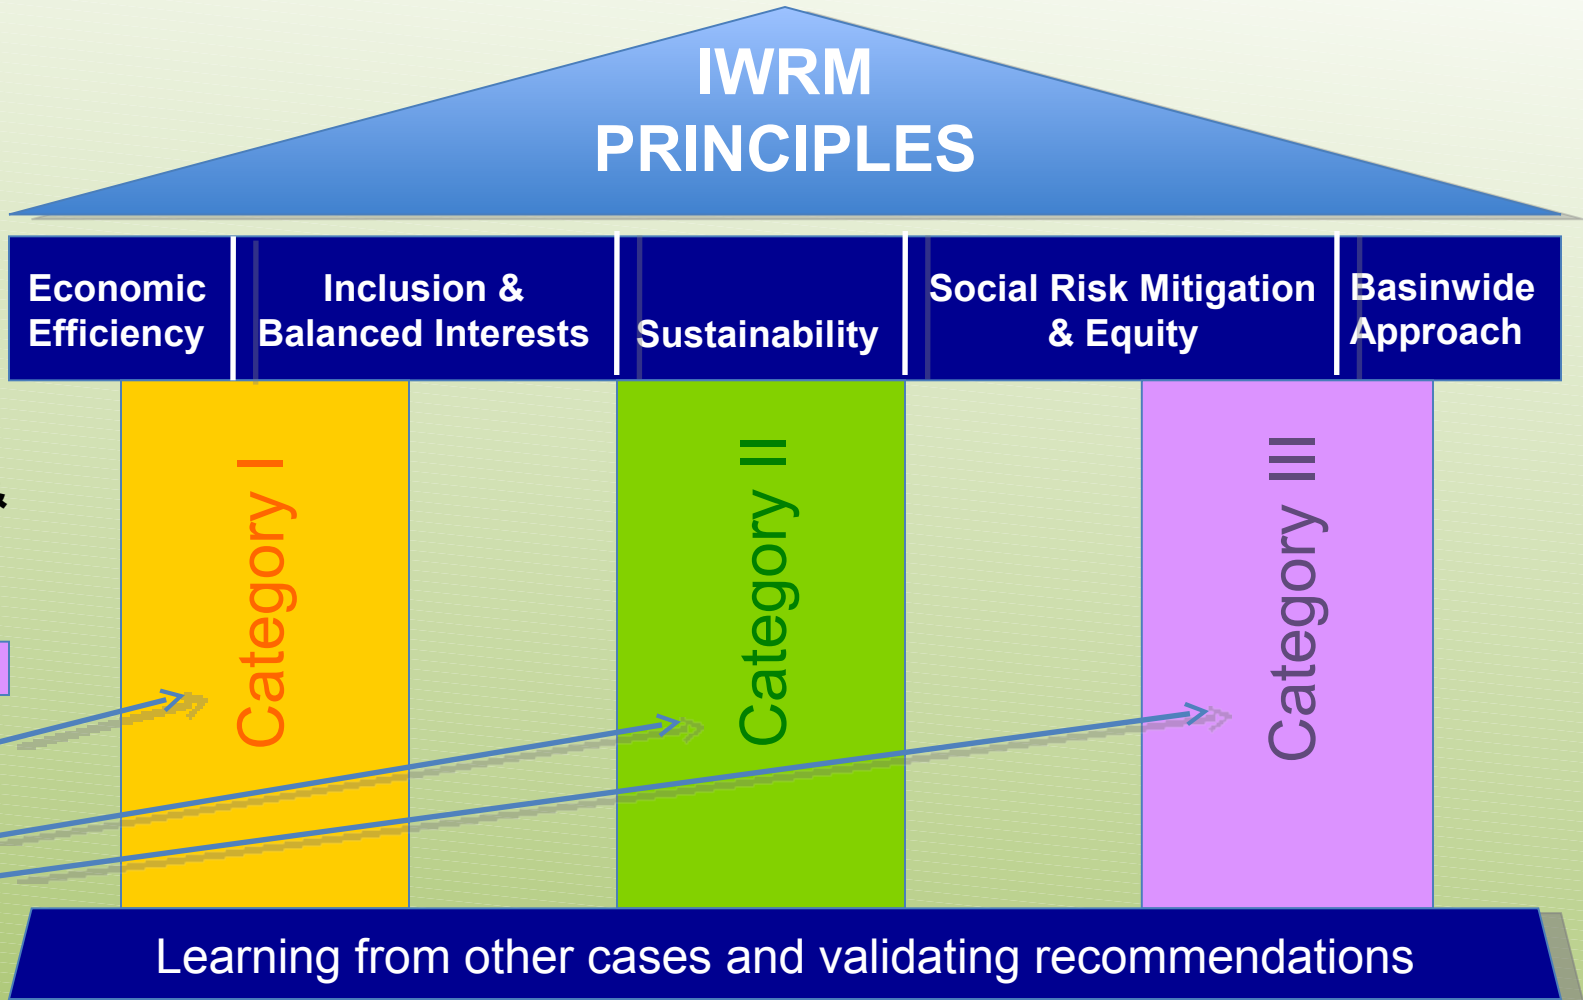 IWRM
PRINCIPLES
Economic
Efficiency
Inclusion &
Balanced Interests
Sustainability
Social Risk Mitigation
& Equity
Basinwide
Approach
&
Category I
Category II
Category III
Learning from other cases and validating recommendations